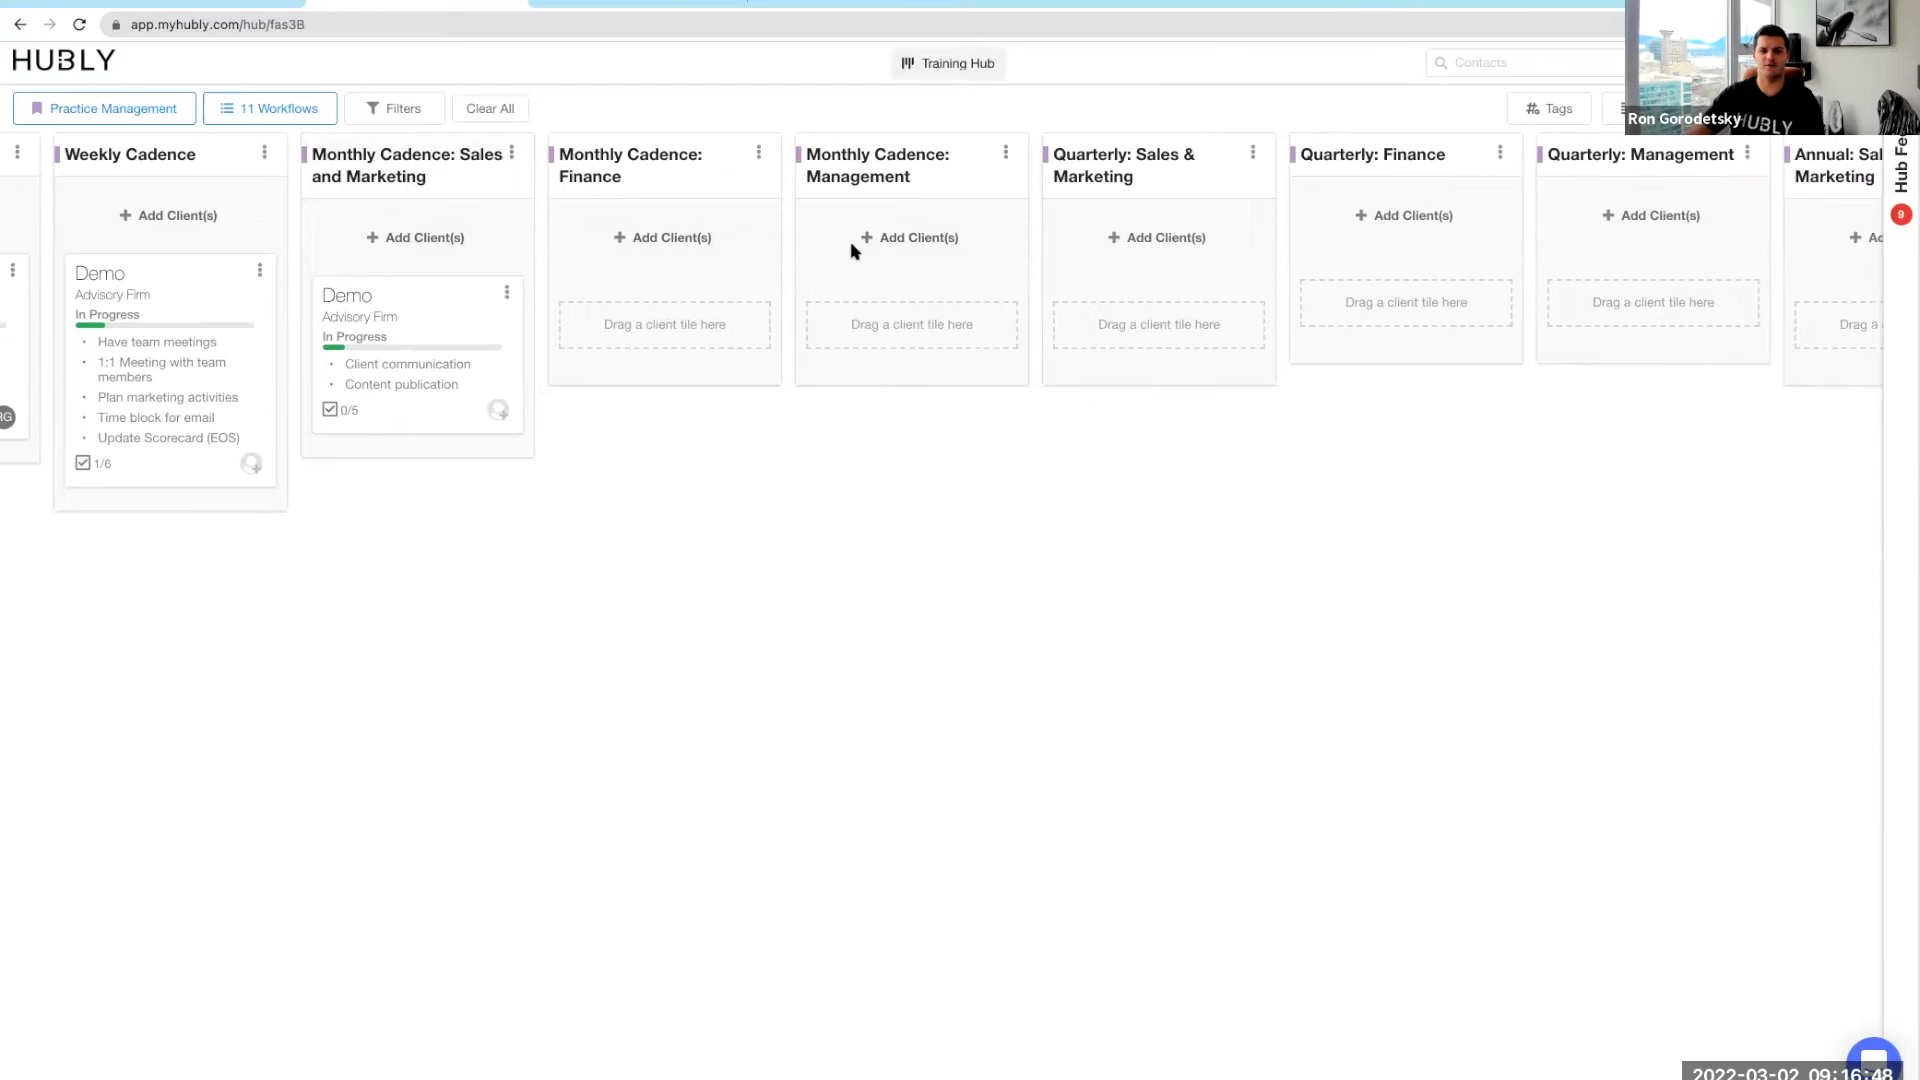 app.myhubly.com/hub/fas3B
HUBLY
Training Hub
Contacts
Practice Management
11 Workflows
Filters
Clear All
Tags
Ron Gorodetsky
HUBLY
Hub
9
RG
Weekly Cadence
Add Client(s)
Demo
Advisory Firm
In Progress
Have team meetings
1:1 Meeting with team
members
Plan marketing activities
Time block for email
Update Scorecard (EOS)
1/6
Monthly Cadence: Sales
and Marketing
Add Client(s)
Demo
Advisory Firm
In Progress
Client communication
Content publication
0/5
Monthly Cadence:
Finance
Add Client(s)
Drag a client tile here
Monthly Cadence:
Management
Add Client(s)
Drag a client tile here
Quarterly: Sales &
Marketing
Add Client(s)
Drag a client tile here
Quarterly: Finance
Add Client(s)
Drag a client tile here
Quarterly: Management
Add Client(s)
Drag a client tile here
Annual:
Marketing
Drag a
2022-03-02 09:16:48